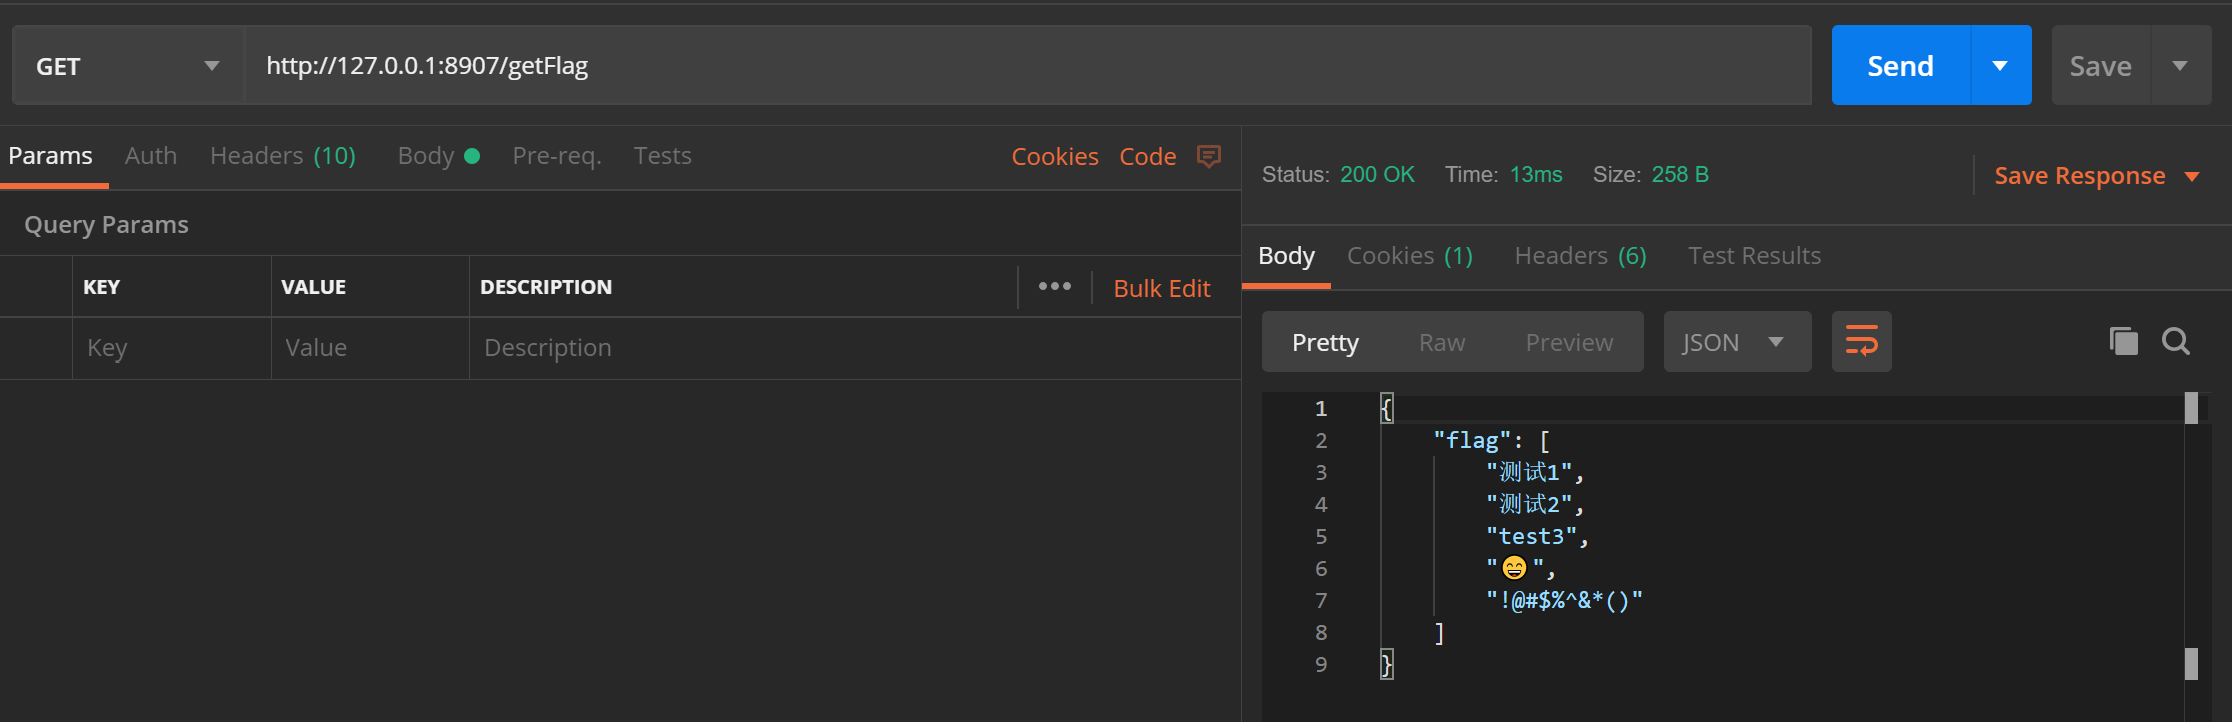 GET http://127.0.0.1:8907/getFlag Send Save
Params Auth Headers (10) Body Pre-req. Tests Cookies Code
Query Params
KEY VALUE DESCRIPTION ••• Bulk Edit
Key Value Description
Status: 200 OK Time: 13ms Size: 258 B Save Response
Body Cookies (1) Headers (6) Test Results
Pretty Raw Preview JSON
1 {
2 "flag": [
3 "测试1",
4 "测试2",
5 "test3",
6 "😄",
7 "!@#$%^&*()"
8 ]
9 }